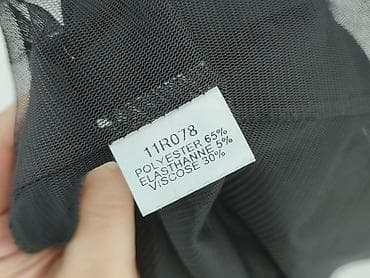 11R078
POLYESTER 65%
ELASTHANNE 5%
VISCOSE 30%